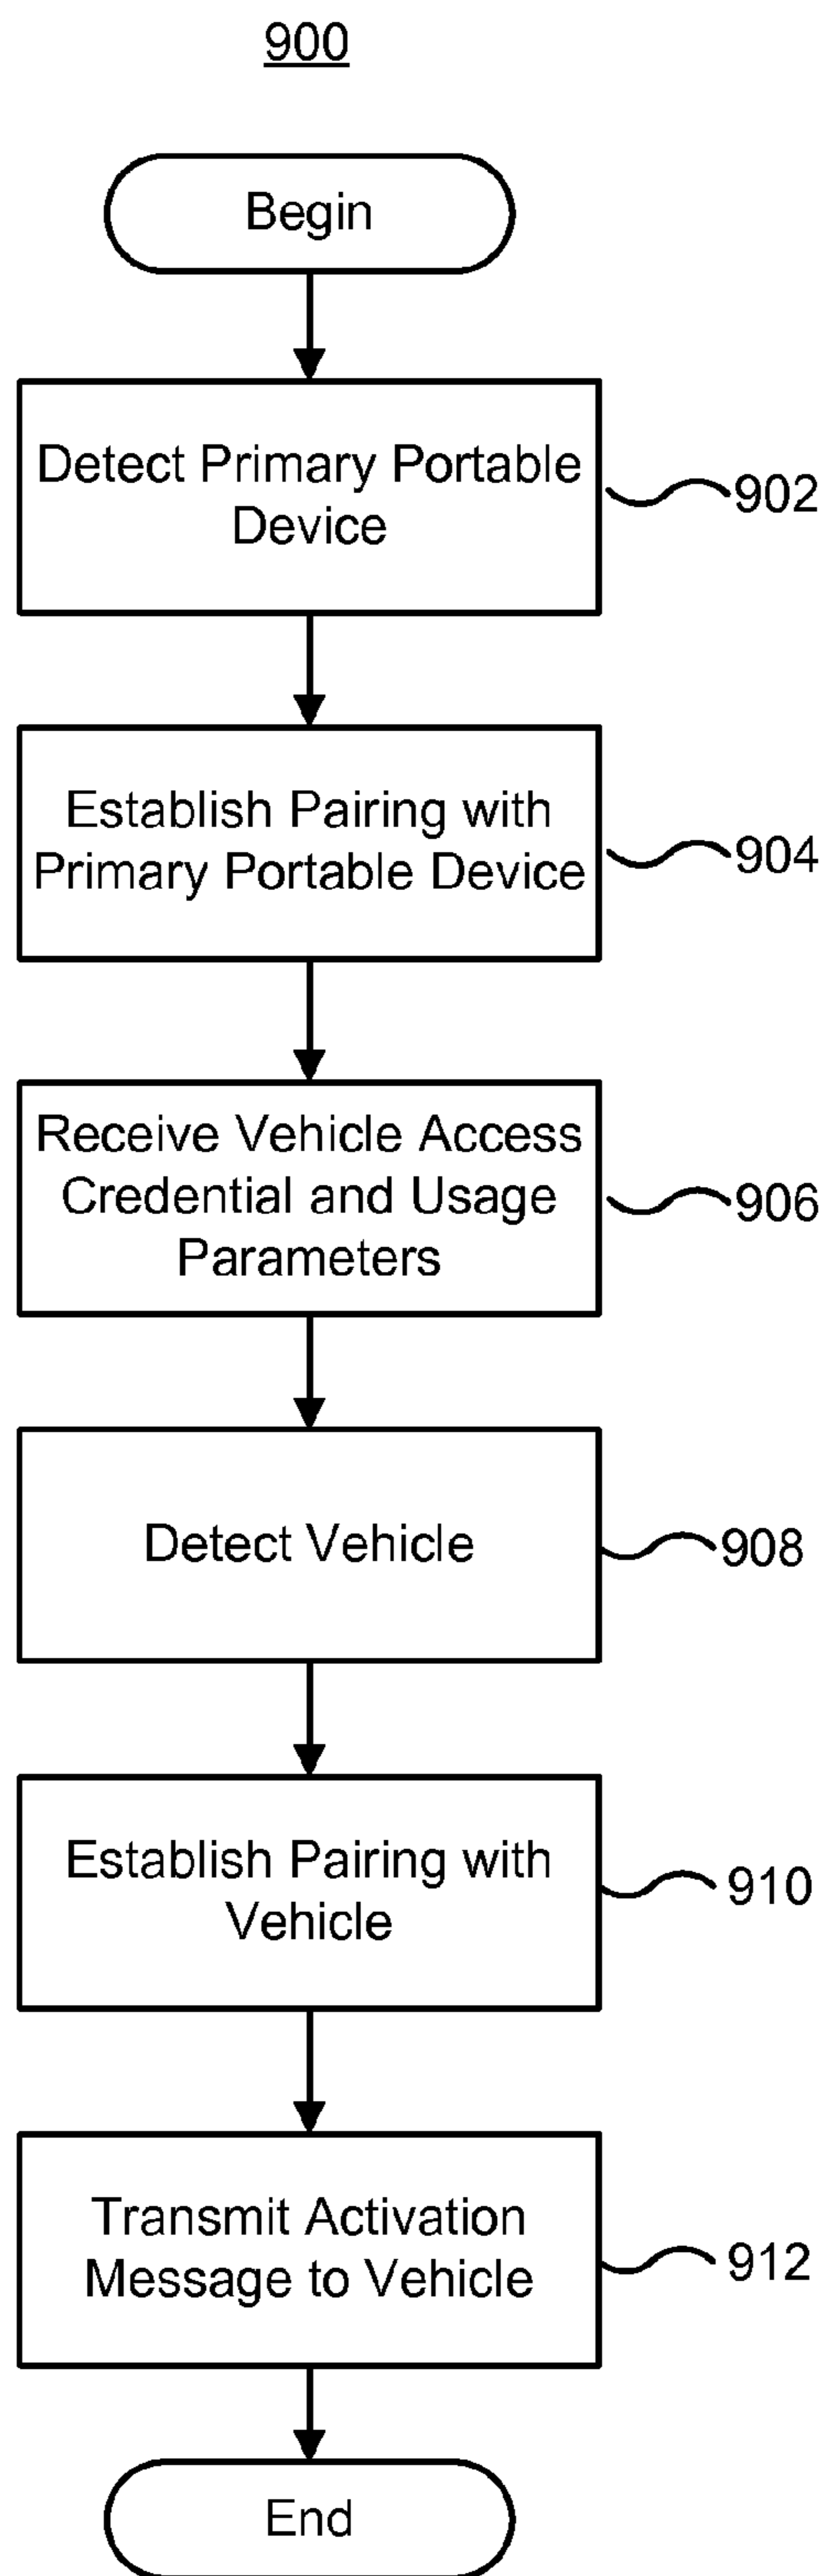 900
Begin
Detect Primary Portable
Device
902
Establish Pairing with
Primary Portable Device
904
Receive Vehicle Access
Credential and Usage
Parameters
906
Detect Vehicle
908
Establish Pairing with
Vehicle
910
Transmit Activation
Message to Vehicle
912
End